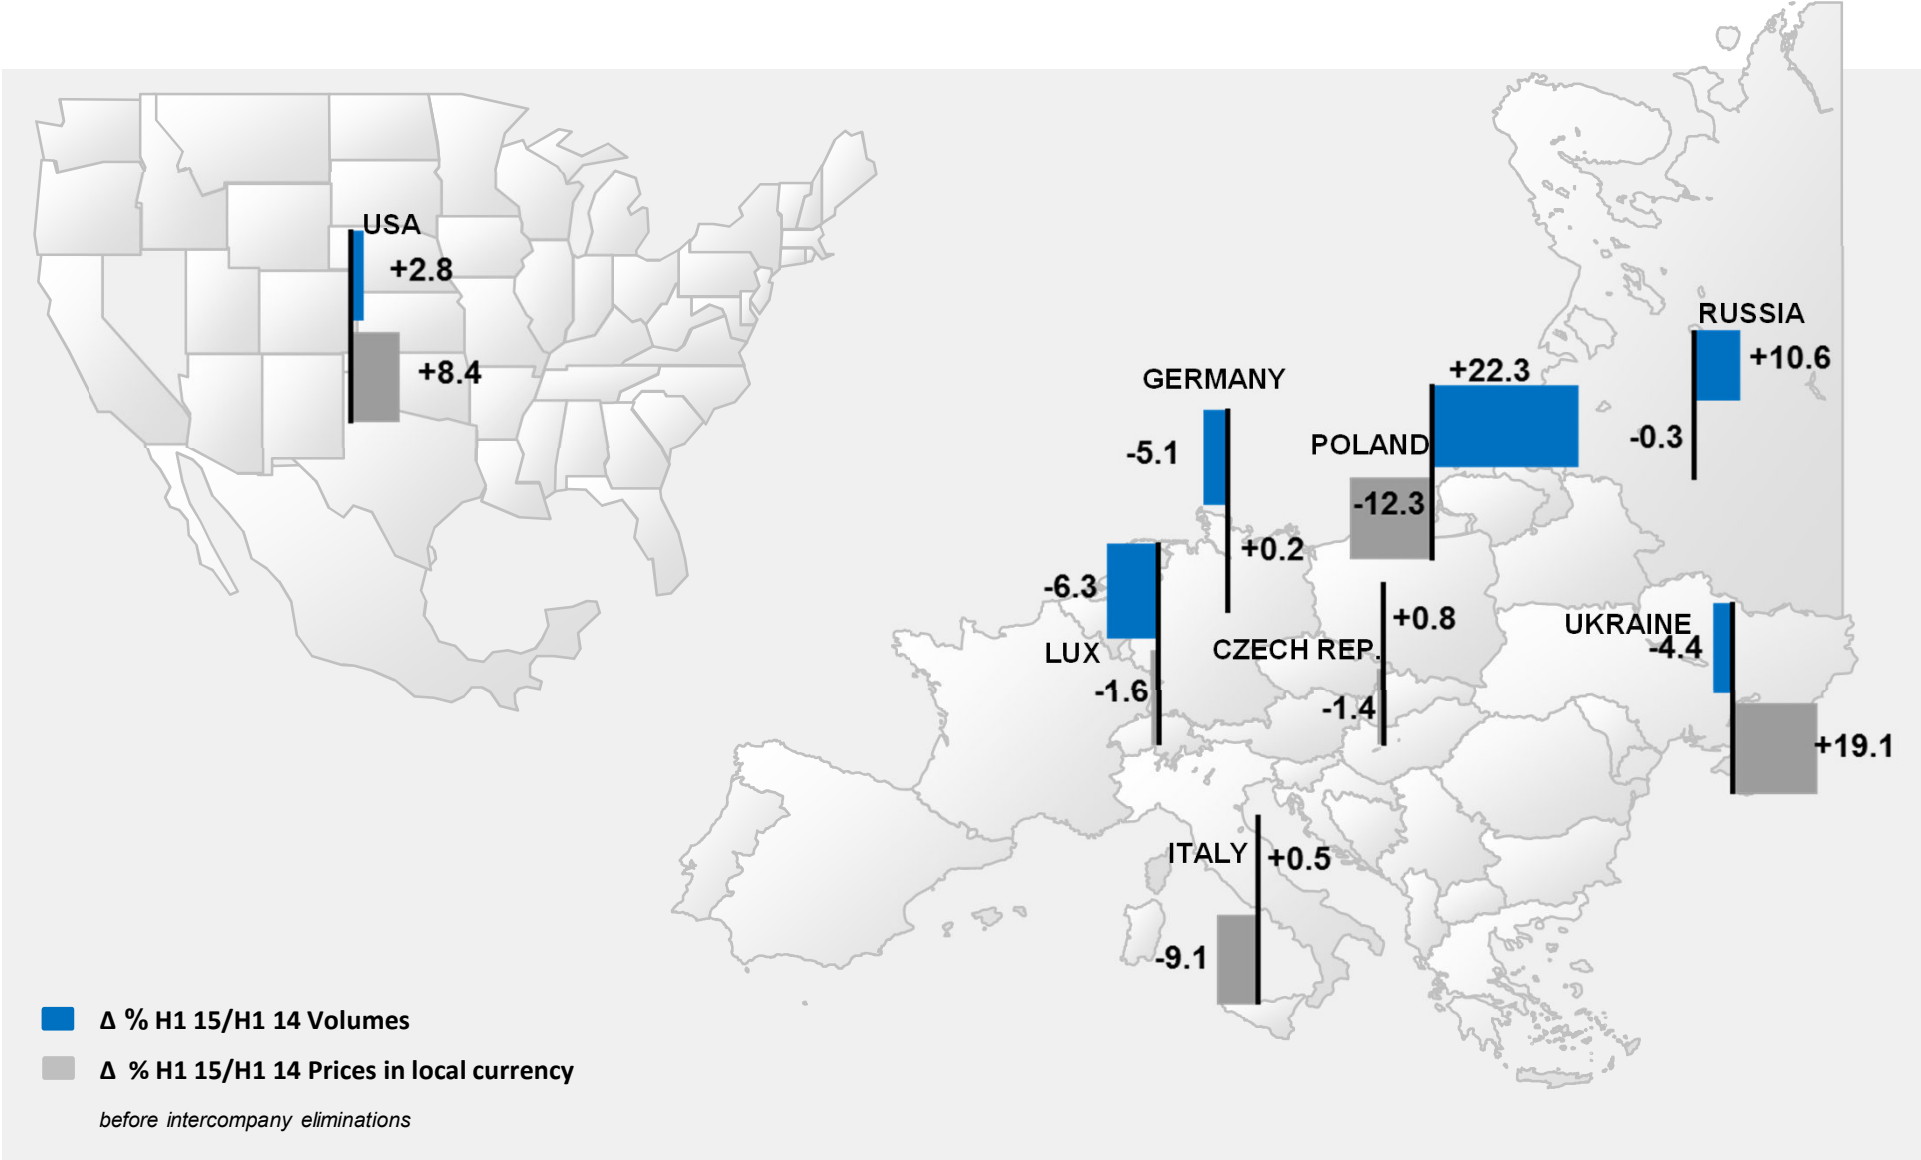 USA
+2.8
+8.4
RUSSIA
+10.6
-0.3
GERMANY
-5.1
+0.2
+22.3
POLAND
-12.3
-6.3
LUX
-1.6
+0.8
CZECH REP.
-1.4
UKRAINE
-4.4
+19.1
ITALY
+0.5
-9.1
Δ % H1 15/H1 14 Volumes
Δ % H1 15/H1 14 Prices in local currency
before intercompany eliminations